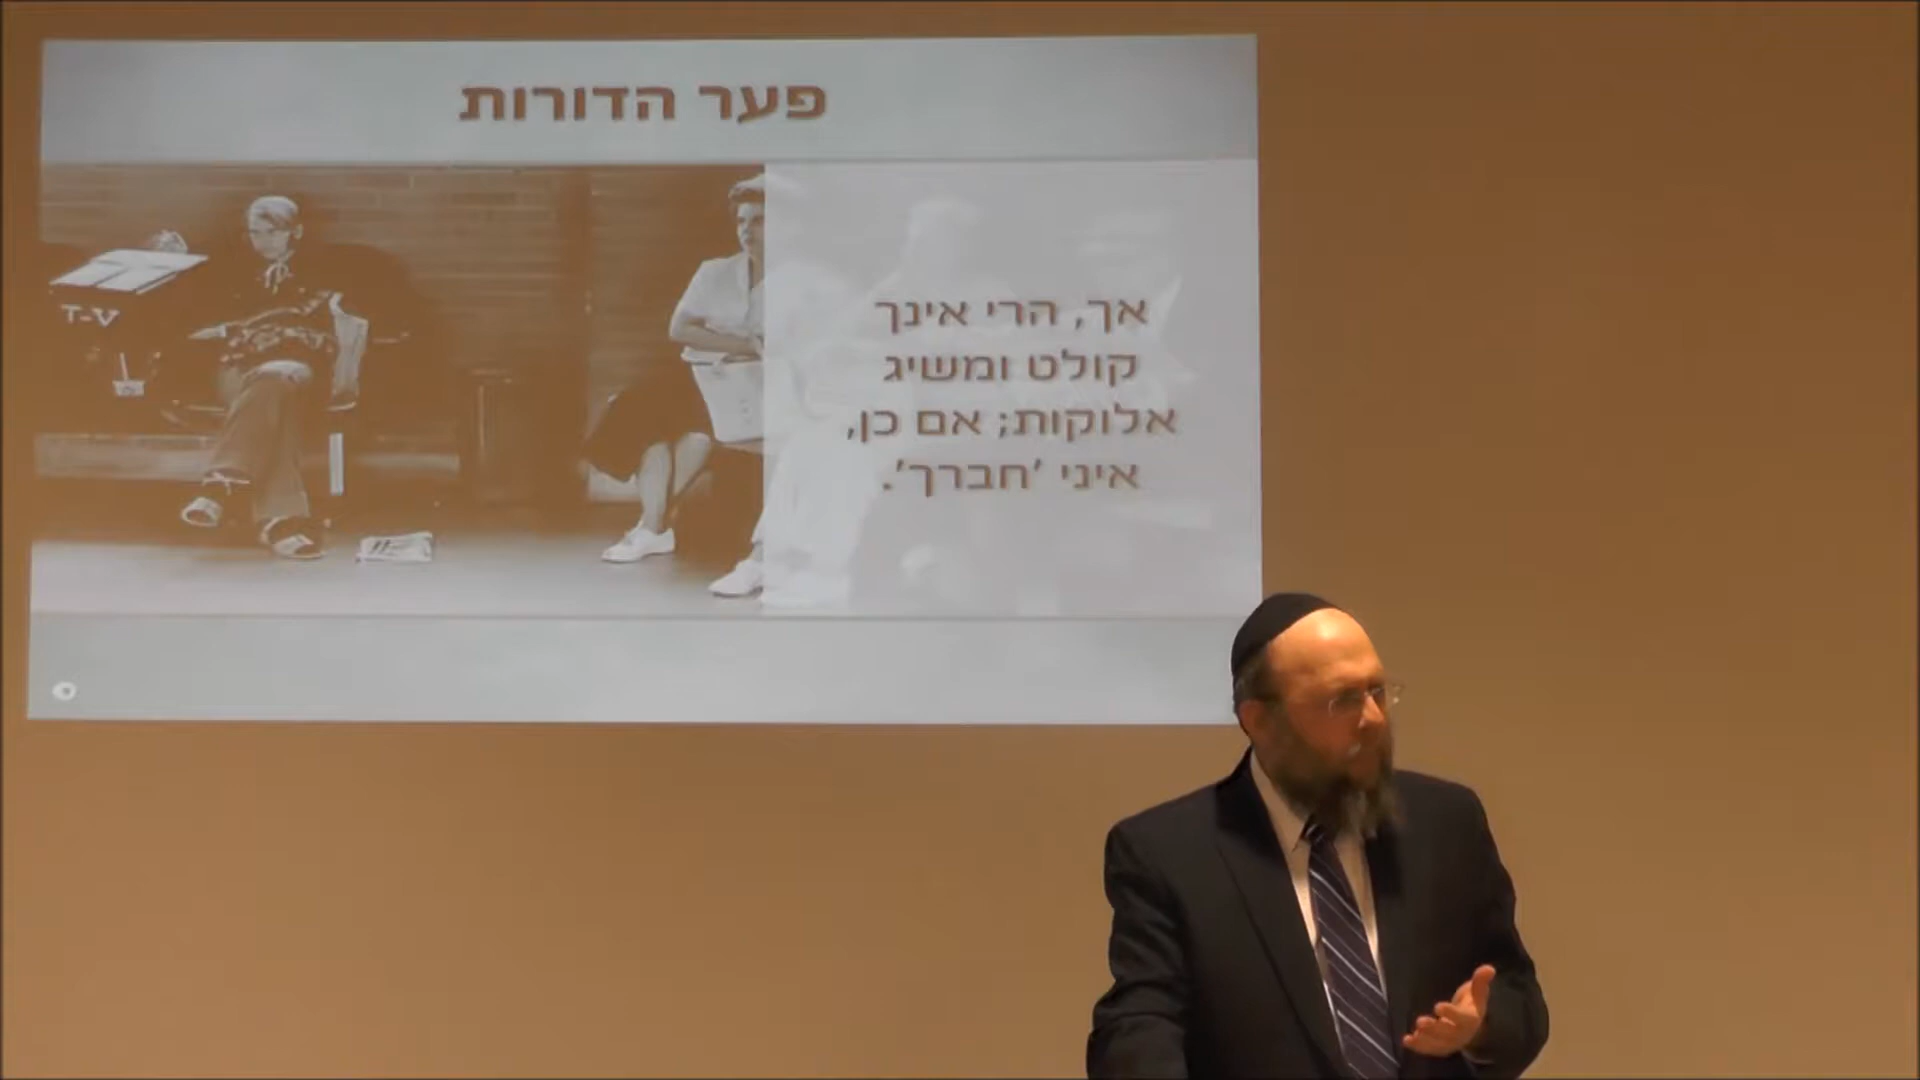 פער הדורות
אך, הרי אינך
קולט ומשיג
אלוקות; אם כן,
איני 'חברך'.
T-V